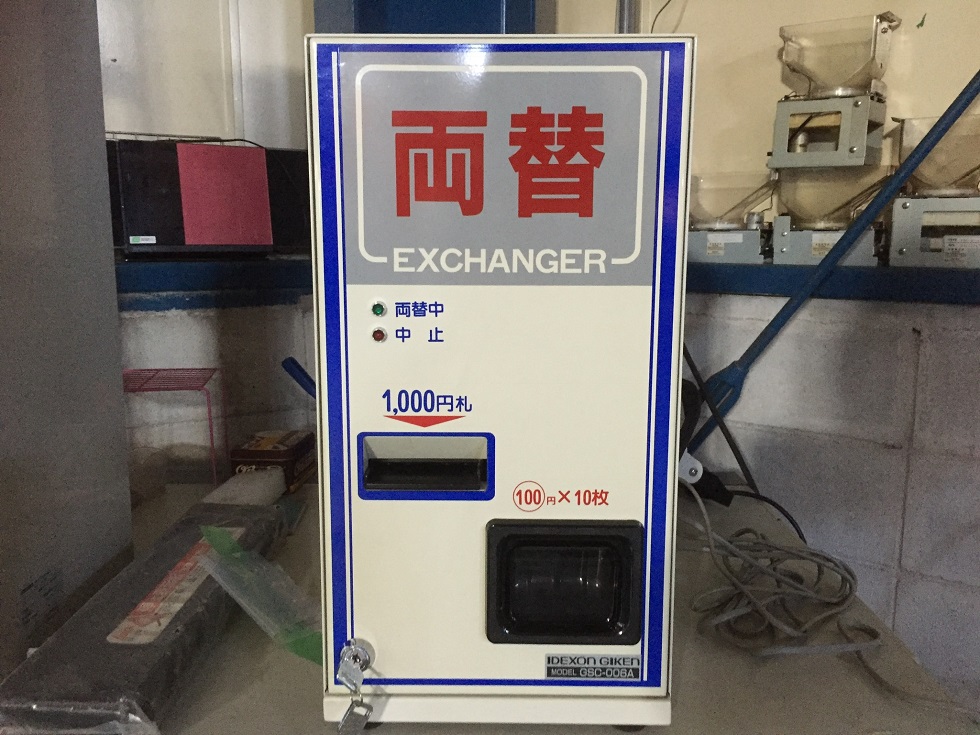 両替
EXCHANGER
両替中
中止
1,000円札
100円×10枚
IDEXON GIKEN
MODEL GSC-006A